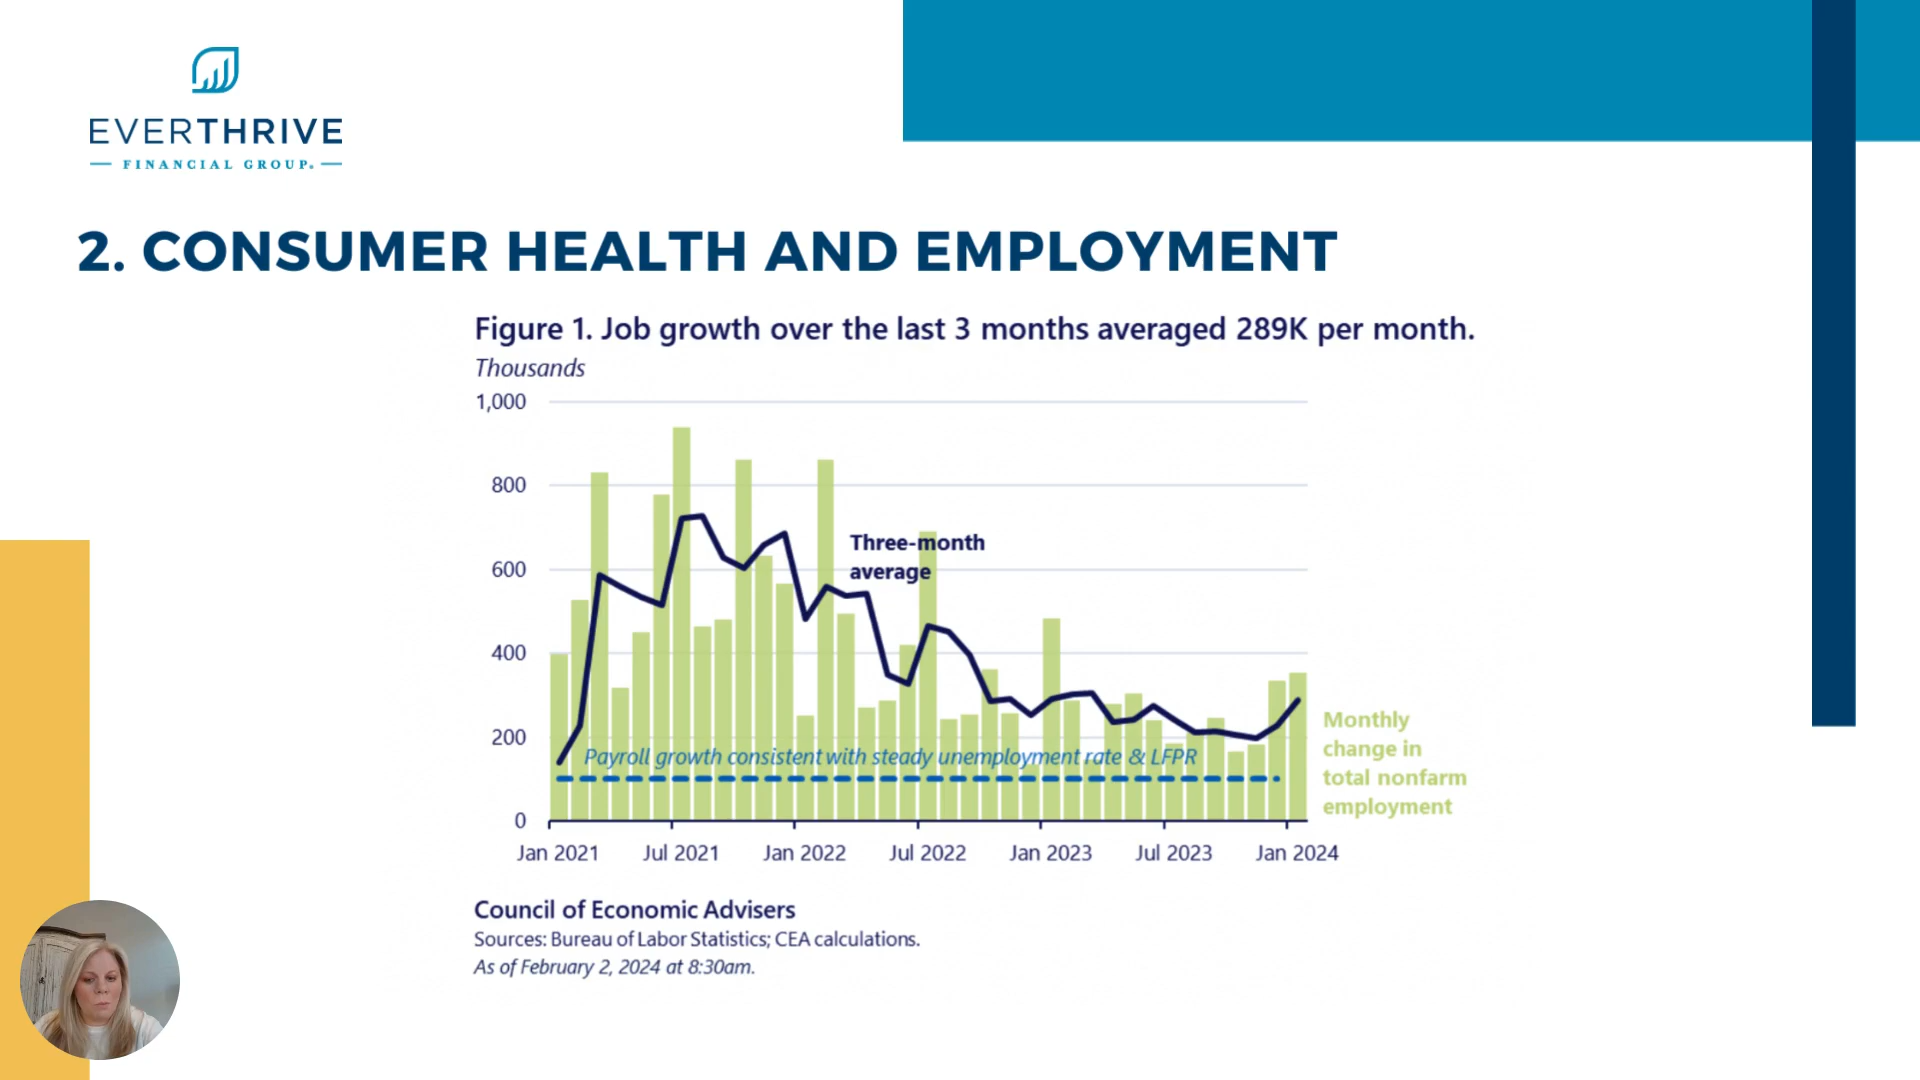 EVERTHRIVE
FINANCIAL GROUP®
2. CONSUMER HEALTH AND EMPLOYMENT
Figure 1. Job growth over the last 3 months averaged 289K per month.
Thousands
1,000
800
600
400
200
0
Three-month
average
Payroll growth consistent with steady unemployment rate & LFPR
Monthly
change in
total nonfarm
employment
Jan 2021 Jul 2021 Jan 2022 Jul 2022 Jan 2023 Jul 2023 Jan 2024
Council of Economic Advisers
Sources: Bureau of Labor Statistics; CEA calculations.
As of February 2, 2024 at 8:30am.